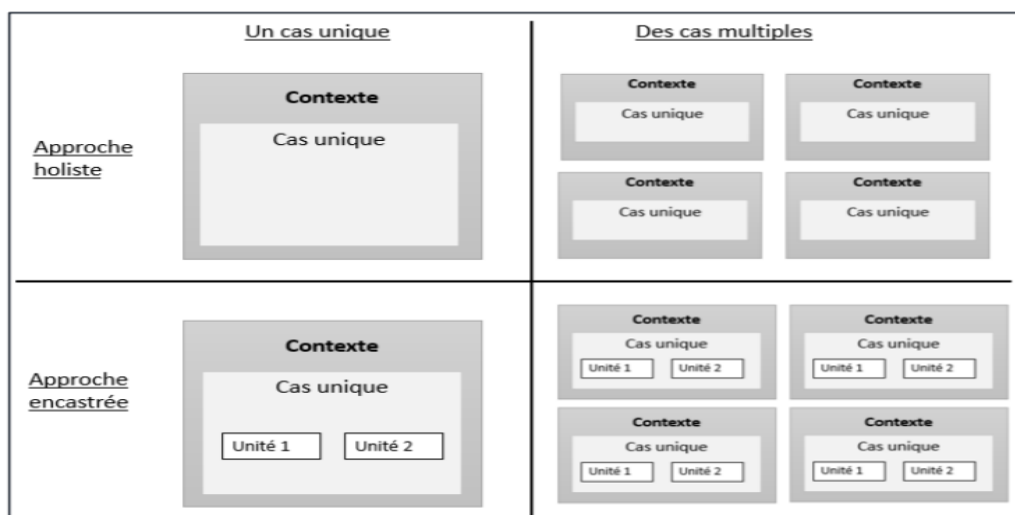 Un cas unique
Des cas multiples
Approche
holiste
Contexte
Cas unique
Contexte
Cas unique
Contexte
Cas unique
Contexte
Cas unique
Contexte
Cas unique
Approche
encastrée
Contexte
Cas unique
Unité 1
Unité 2
Contexte
Cas unique
Unité 1
Unité 2
Contexte
Cas unique
Unité 1
Unité 2
Contexte
Cas unique
Unité 1
Unité 2
Contexte
Cas unique
Unité 1
Unité 2